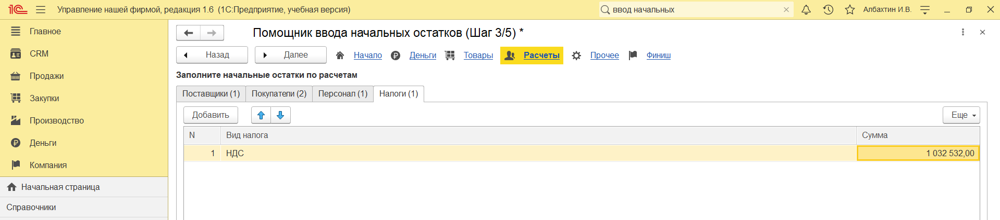 1С Управление нашей фирмой, редакция 1.6 (1С:Предприятие, учебная версия) ввод начальных Албахтин И.В.
Главное
CRM
Продажи
Закупки
Производство
Деньги
Компания
Начальная страница
Справочники
Помощник ввода начальных остатков (Шаг 3/5) *
Назад Далее Начало Деньги Товары Расчеты Прочее Финиш
Заполните начальные остатки по расчетам
Поставщики (1) Покупатели (2) Персонал (1) Налоги (1)
Добавить Еще
N Вид налога Сумма
1 НДС 1 032 532,00